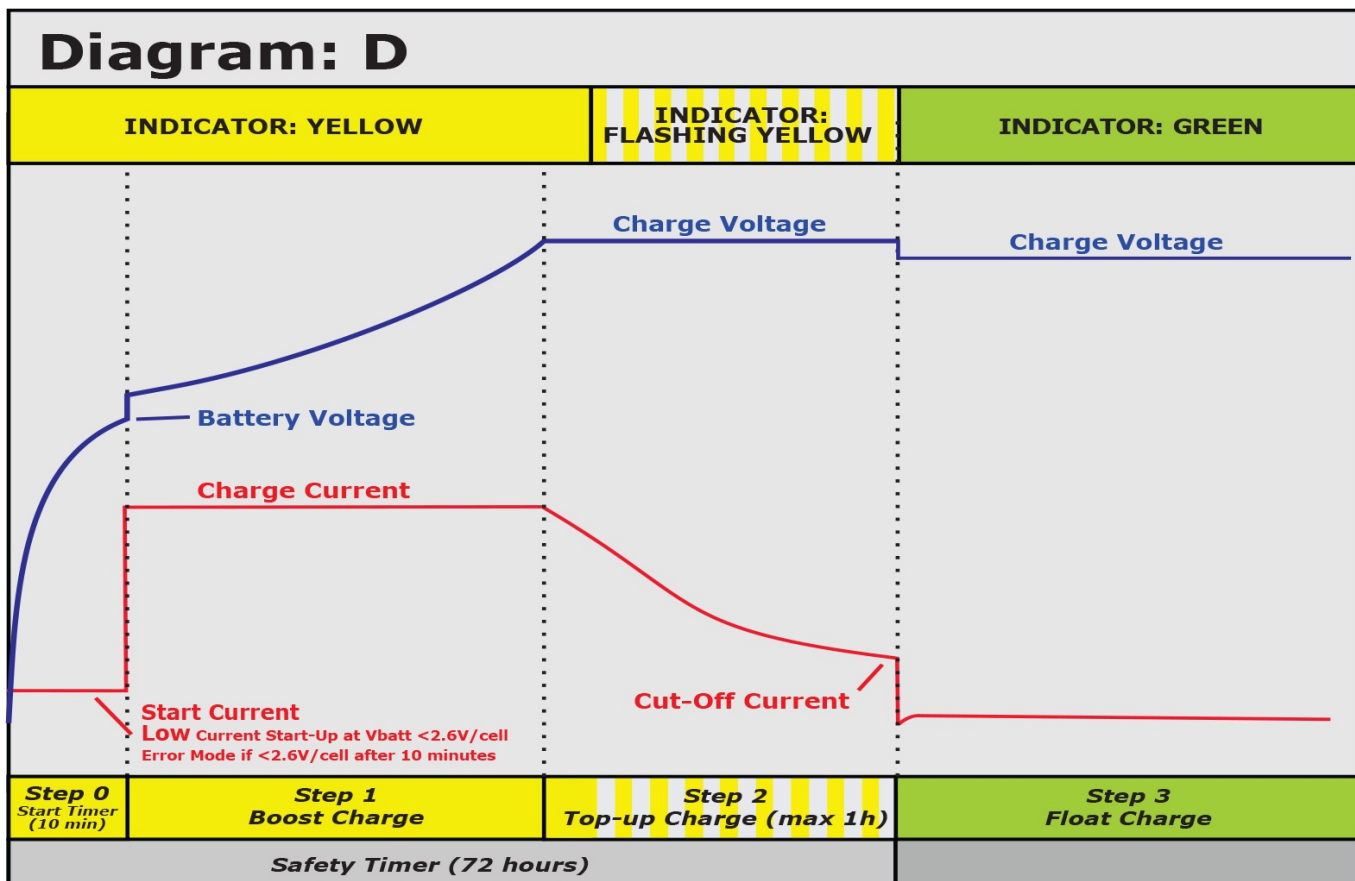 Diagram: D
INDICATOR: YELLOW
INDICATOR:
FLASHING YELLOW
INDICATOR: GREEN
Charge Voltage
Charge Voltage
Battery Voltage
Charge Current
Start Current
Low Current Start-Up at Vbatt <2.6V/cell
Error Mode if <2.6V/cell after 10 minutes
Cut-Off Current
Step 0
Start Timer
(10 min)
Step 1
Boost Charge
Step 2
Top-up Charge (max 1h)
Step 3
Float Charge
Safety Timer (72 hours)